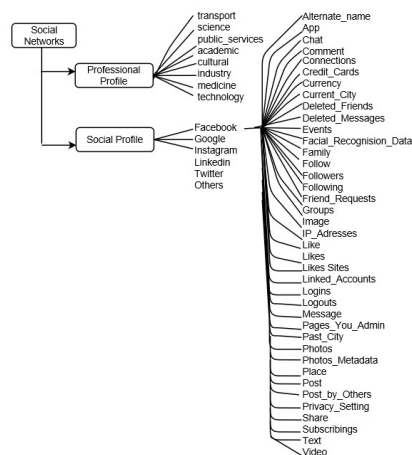 Social
Networks
Professional
Profile
transport
science
public_services
academic
cultural
industry
medicine
technology
Social Profile
Facebook
Google
Instagram
Linkedin
Twitter
Others
Alternate_name
App
Chat
Comment
Connections
Credit_Cards
Currency
Current_City
Deleted_Friends
Deleted_Messages
Events
Facial_Recognision_Data
Family
Follow
Followers
Following
Friend_Requests
Groups
Image
IP_Adresses
Like
Likes
Likes Sites
Linked_Accounts
Logins
Logouts
Message
Pages_You_Admin
Past_City
Photos
Photos_Metadata
Place
Post
Post_by_Others
Privacy_Setting
Share
Subscribings
Text
Video